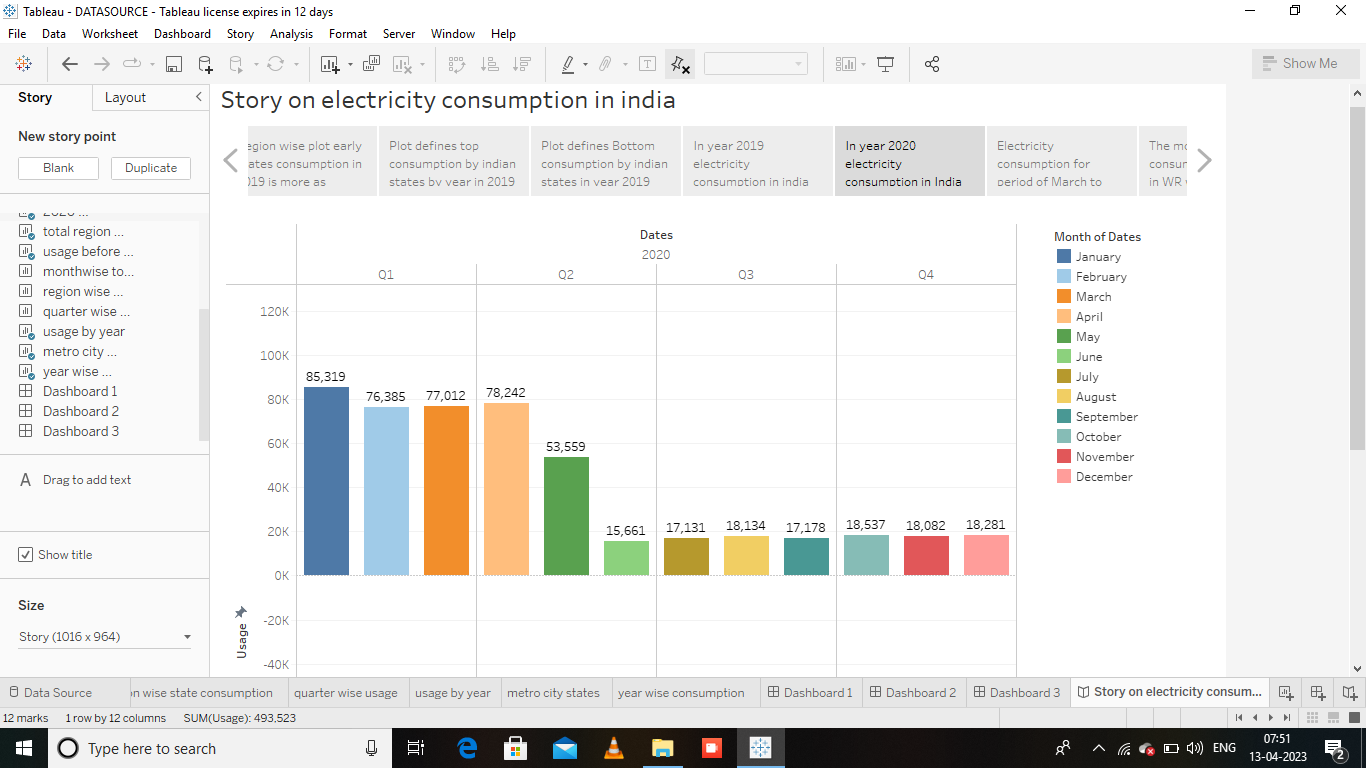 Tableau - DATASOURCE - Tableau license expires in 12 days
File Data Worksheet Dashboard Story Analysis Format Server Window Help
Show Me
Story Layout
New story point
Blank Duplicate
total region ...
usage before ...
monthwise to...
region wise ...
quarter wise ...
usage by year
metro city ...
year wise ...
Dashboard 1
Dashboard 2
Dashboard 3
A Drag to add text
Show title
Size
Story (1016 x 964)
Story on electricity consumption in india
egion wise plot early
ates consumption in
019 is more as
Plot defines top
consumption by indian
states by year in 2019
Plot defines Bottom
consumption by indian
states in year 2019
In year 2019
electricity
consumption in india
In year 2020
electricity
consumption in India
Electricity
consumption for
period of March to
The mo
consur
in WR
Dates
2020
Q1 Q2 Q3 Q4
120K
100K
80K
60K
40K
20K
0K
-20K
-40K
Usage
85,319
76,385
77,012
78,242
53,559
15,661
17,131
18,134
17,178
18,537
18,082
18,281
Month of Dates
January
February
March
April
May
June
July
August
September
October
November
December
Data Source
n wise state consumption
quarter wise usage
usage by year
metro city states
year wise consumption
Dashboard 1
Dashboard 2
Dashboard 3
Story on electricity consum...
12 marks 1 row by 12 columns SUM(Usage): 493,523
Type here to search
ENG
07:51
13-04-2023
2